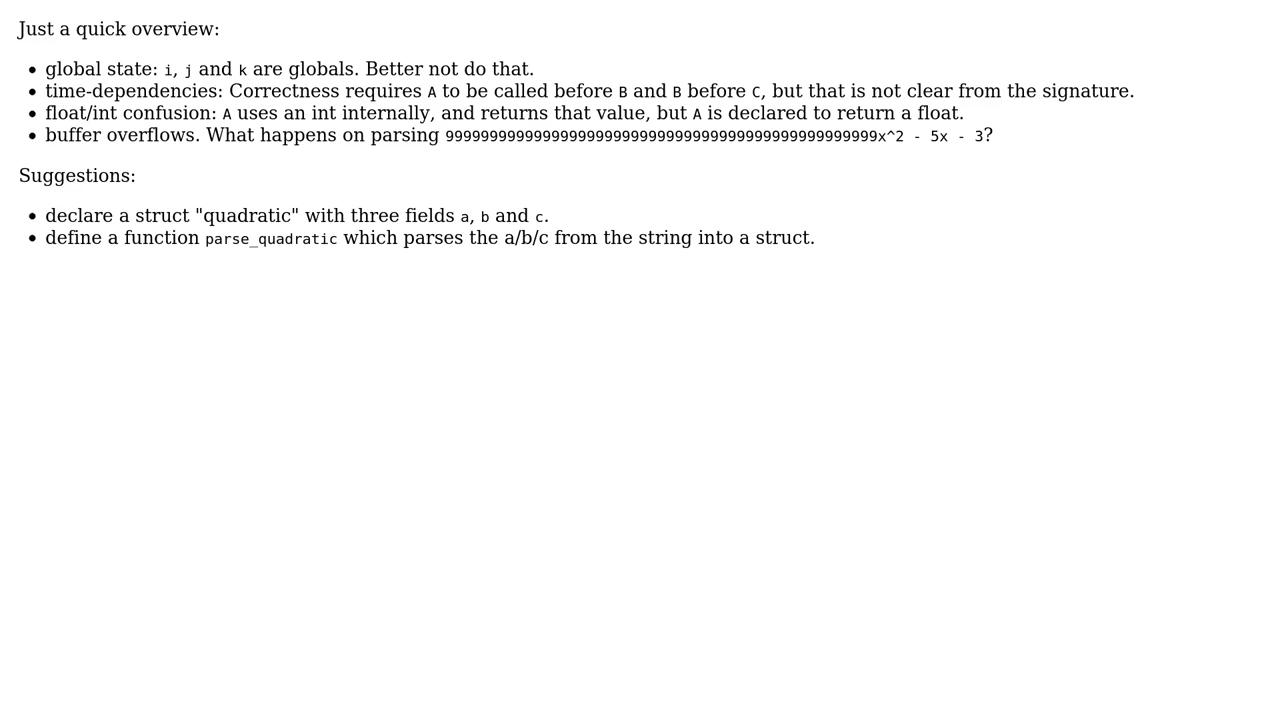 Just a quick overview:
• global state: i, j and k are globals. Better not do that.
• time-dependencies: Correctness requires A to be called before B and B before C, but that is not clear from the signature.
• float/int confusion: A uses an int internally, and returns that value, but A is declared to return a float.
• buffer overflows. What happens on parsing 999999999999999999999999999999999999999999999999x^2 - 5x - 3?
Suggestions:
• declare a struct "quadratic" with three fields a, b and c.
• define a function parse_quadratic which parses the a/b/c from the string into a struct.